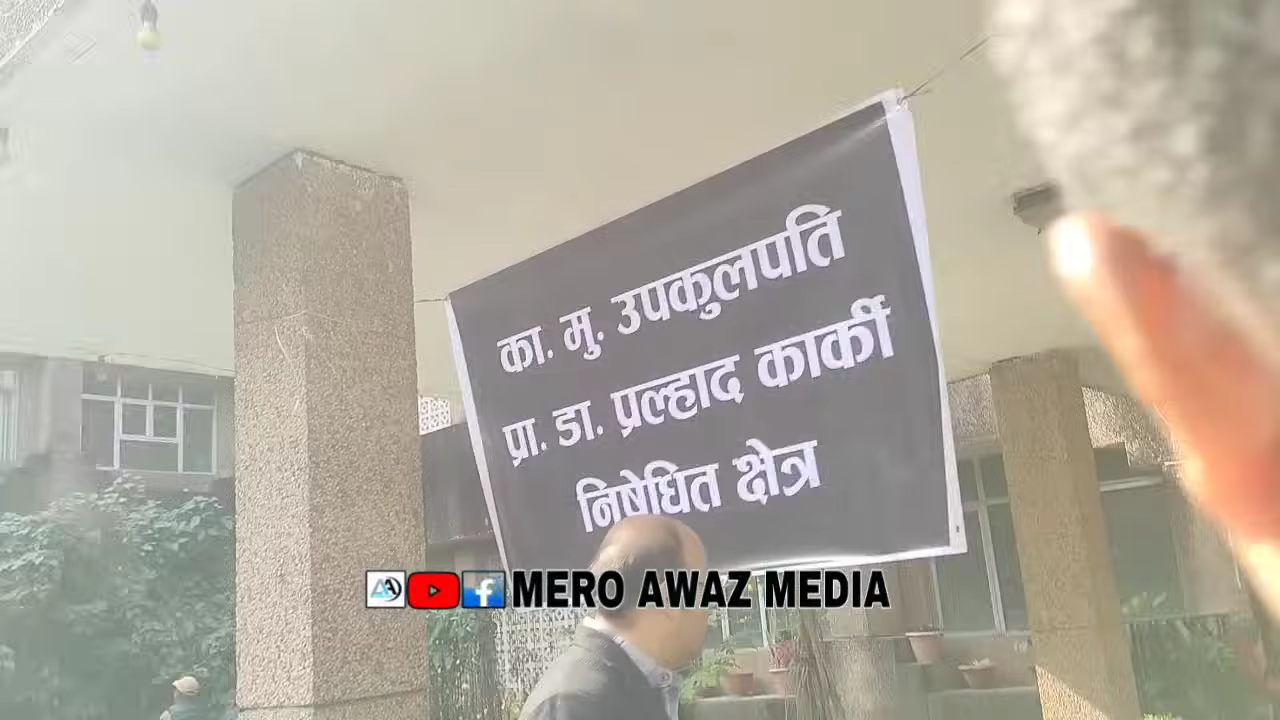 का. मु. उपकुलपति
प्रा. डा. प्रल्हाद कार्की
निषेधित क्षेत्र
MERO AWAZ MEDIA